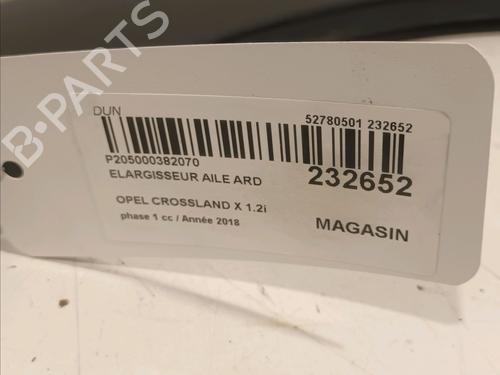 DUN
52780501 232652
P205000382070
ELARGISSEUR AILE ARD
232652
OPEL CROSSLAND X 1.2i
phase 1 cc / Année 2018
MAGASIN
B-PARTS